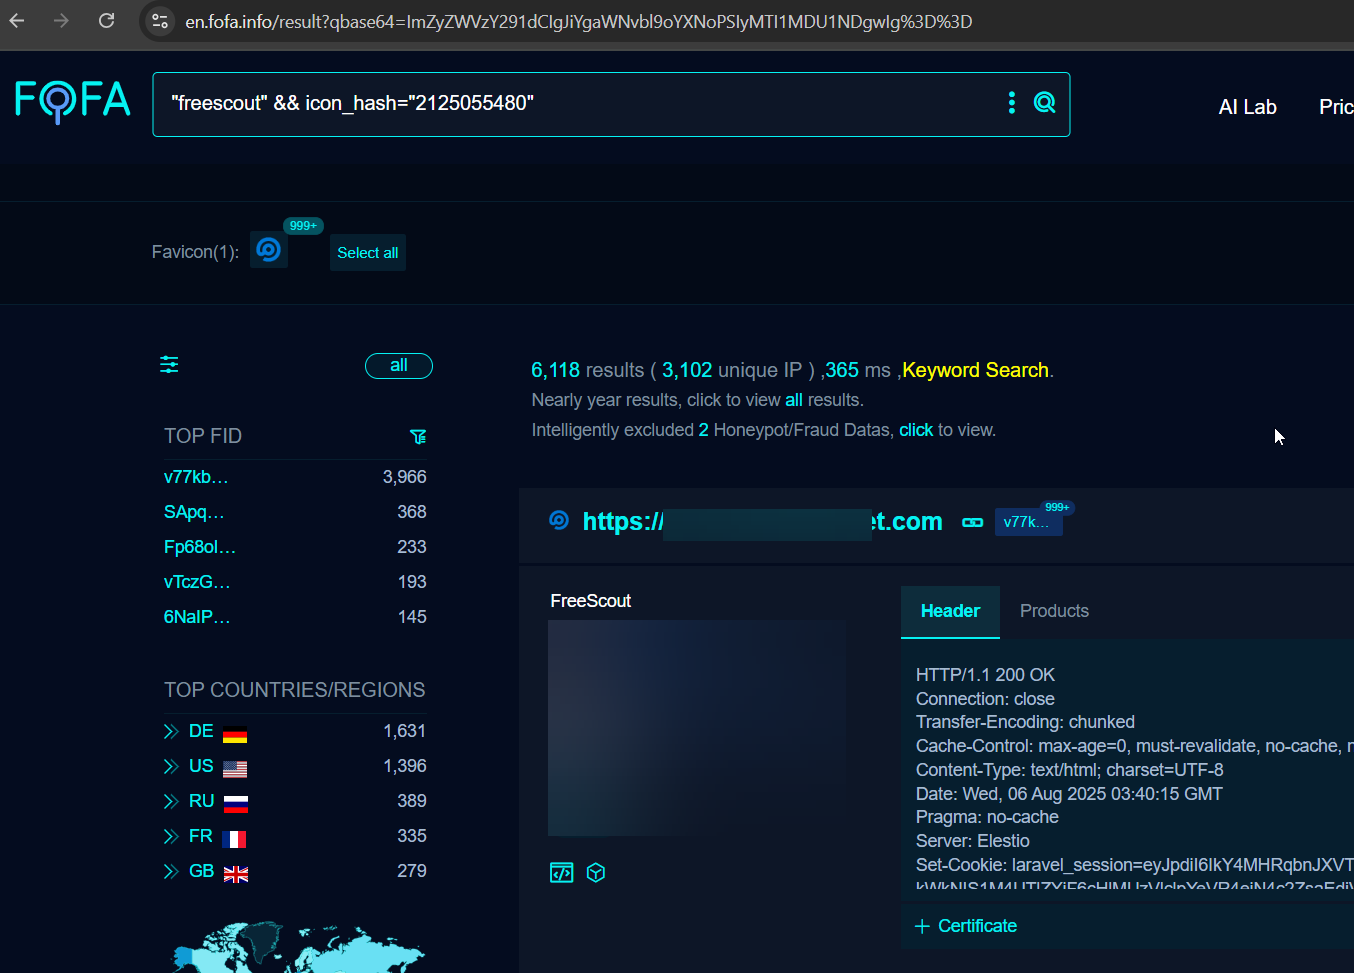 en.fofa.info/result?qbase64=ImZyZWVzY291dCIgJiYgaWNvbl9oYXNoPSIyMTI1MDU1NDgwIg%3D%3D
FOFA
"freescout" && icon_hash="2125055480"
AI Lab
Pric
999+
Favicon(1):
Select all
all
6,118 results ( 3,102 unique IP ) ,365 ms ,Keyword Search.
Nearly year results, click to view all results.
Intelligently excluded 2 Honeypot/Fraud Datas, click to view.
TOP FID
v77kb... 3,966
SApq... 368
Fp68ol... 233
vTczG... 193
6NaIP... 145
TOP COUNTRIES/REGIONS
DE 1,631
US 1,396
RU 389
FR 335
GB 279
https:// et.com
v77k...
999+
FreeScout
Header
Products
HTTP/1.1 200 OK
Connection: close
Transfer-Encoding: chunked
Cache-Control: max-age=0, must-revalidate, no-cache, r
Content-Type: text/html; charset=UTF-8
Date: Wed, 06 Aug 2025 03:40:15 GMT
Pragma: no-cache
Server: Elestio
Set-Cookie: laravel_session=eyJpdiI6IkY4MHRqbnJXVT
+ Certificate